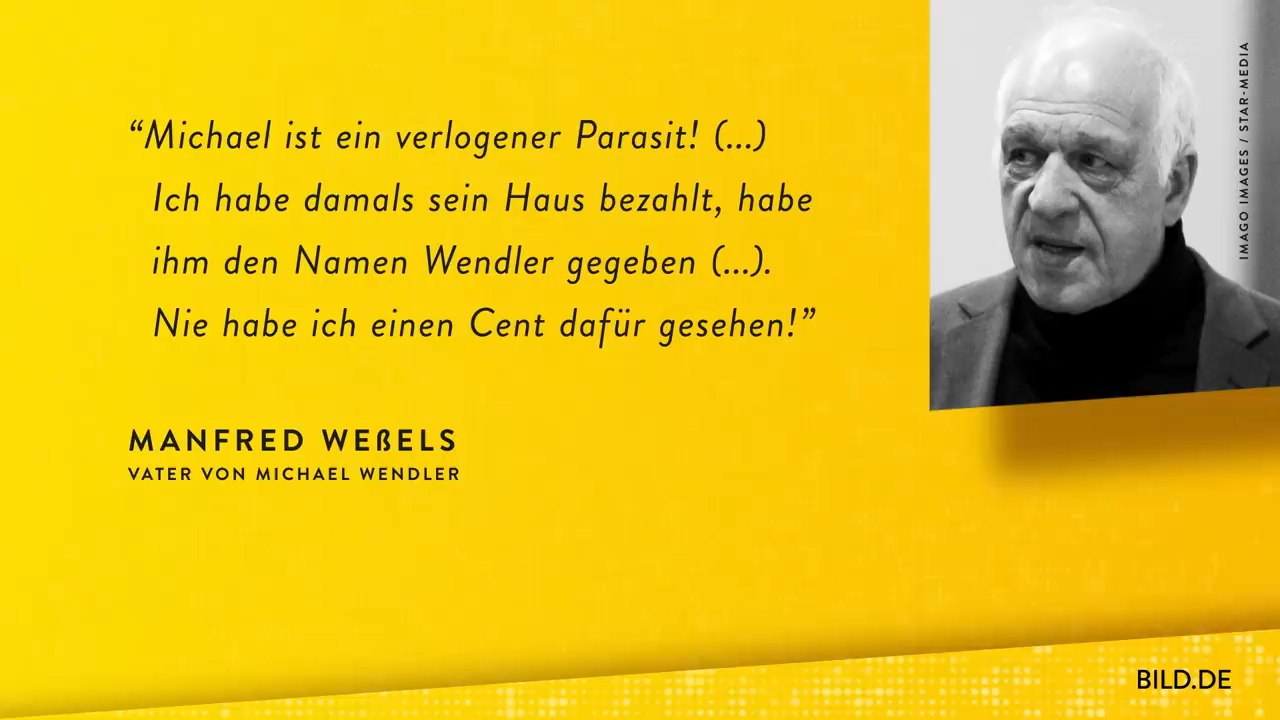 “Michael ist ein verlogener Parasit! (...)
Ich habe damals sein Haus bezahlt, habe
ihm den Namen Wendler gegeben (...).
Nie habe ich einen Cent dafür gesehen!”
MANFRED WEßELS
VATER VON MICHAEL WENDLER
IMAGO IMAGES / STAR-MEDIA
BILD.DE